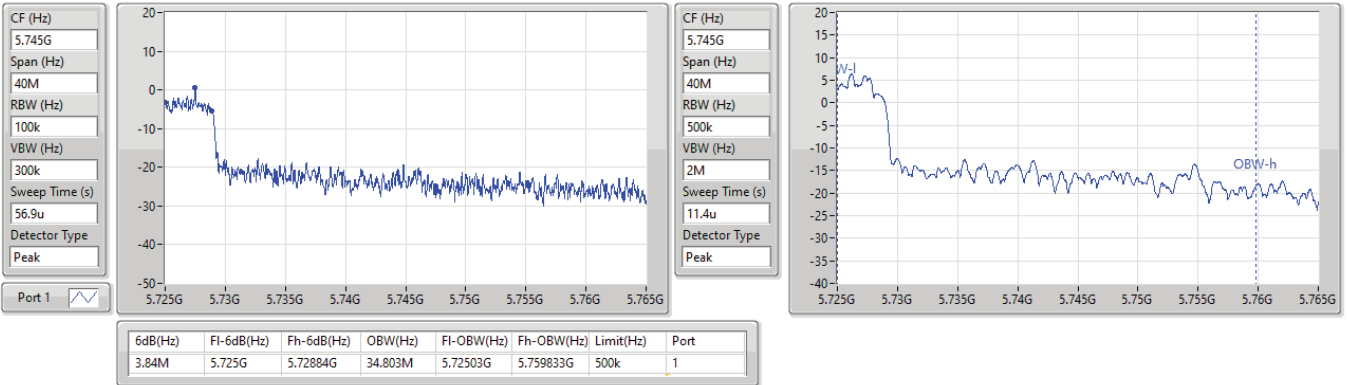 CF (Hz)
5.745G
Span (Hz)
40M
RBW (Hz)
100k
VBW (Hz)
300k
Sweep Time (s)
56.9u
Detector Type
Peak
Port 1
20-
10-
0-
-10-
-20-
-30-
-40-
-50-
5.725G 5.73G 5.735G 5.74G 5.745G 5.75G 5.755G 5.76G 5.765G
CF (Hz)
5.745G
Span (Hz)
40M
RBW (Hz)
500k
VBW (Hz)
2M
Sweep Time (s)
11.4u
Detector Type
Peak
20-
15-
10-
5-
0-
-5-
-10-
-15-
-20-
-25-
-30-
-35-
-40-
W-l
OBW-h
5.725G 5.73G 5.735G 5.74G 5.745G 5.75G 5.755G 5.76G 5.765G
6dB(Hz) Fl-6dB(Hz) Fh-6dB(Hz) OBW(Hz) Fl-OBW(Hz) Fh-OBW(Hz) Limit(Hz) Port
3.84M 5.725G 5.72884G 34.803M 5.72503G 5.759833G 500k 1